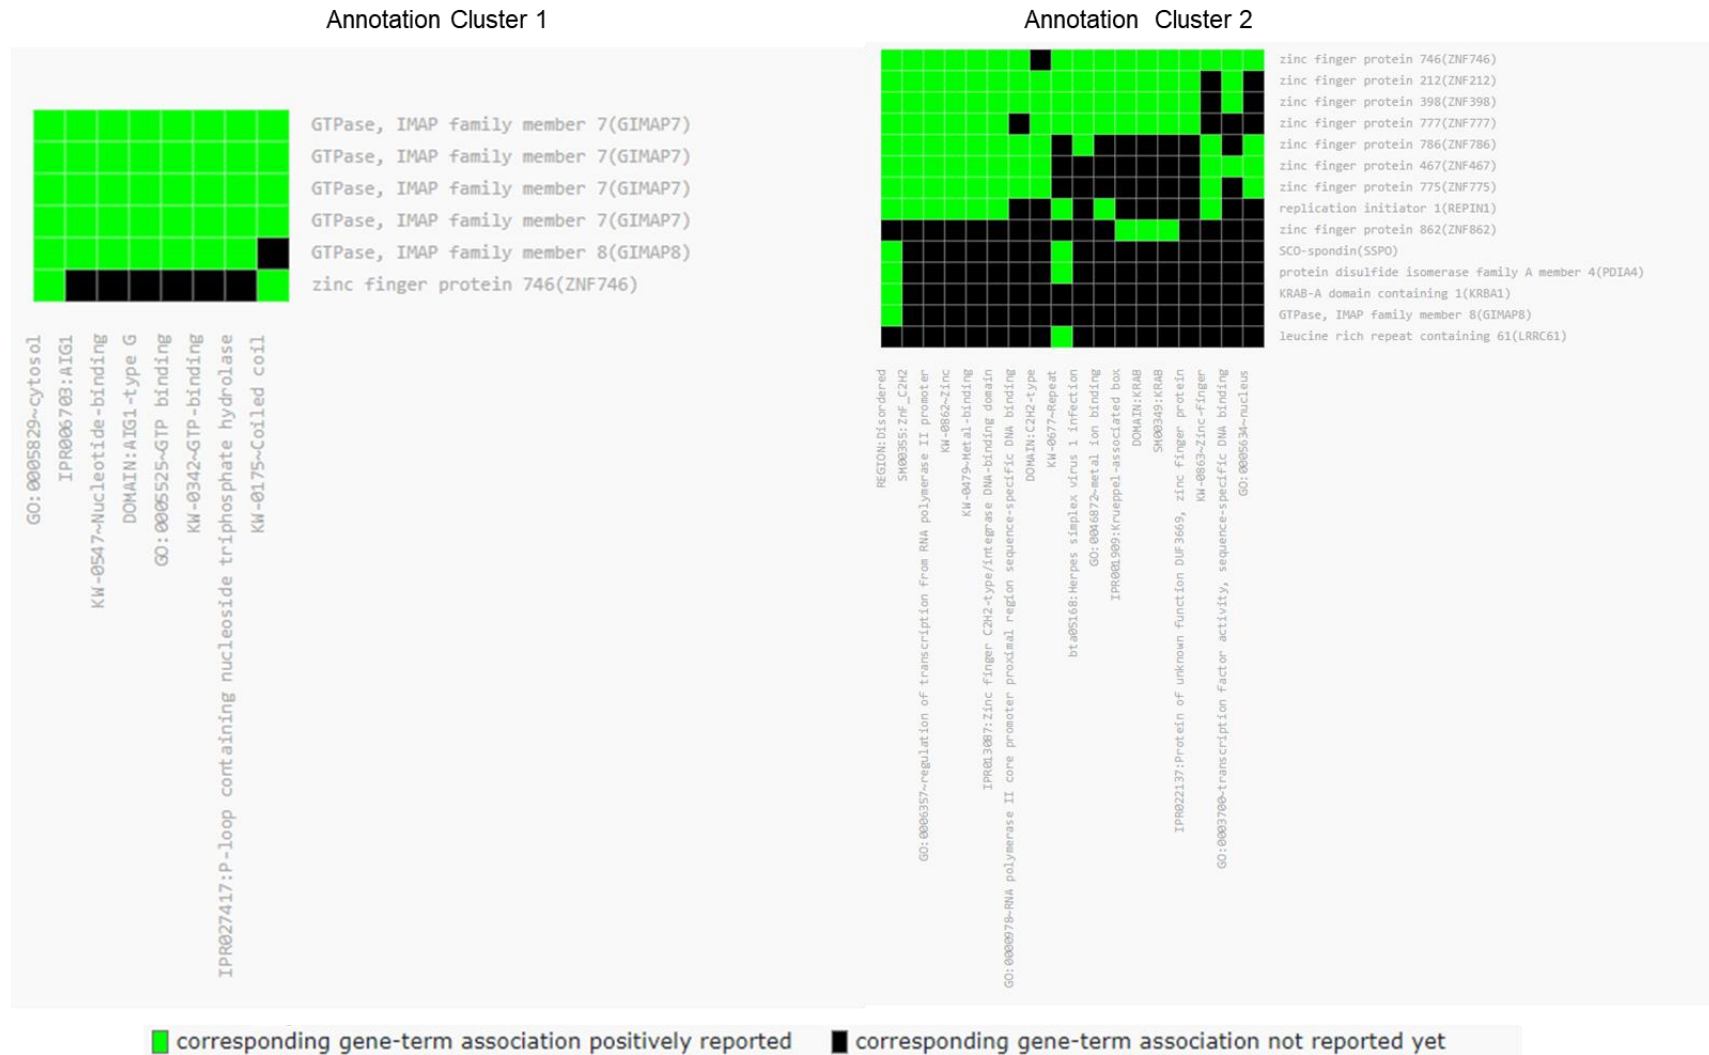 Annotation Cluster 1
GTPase, IMAP family member 7(GIMAP7)
GTPase, IMAP family member 7(GIMAP7)
GTPase, IMAP family member 7(GIMAP7)
GTPase, IMAP family member 7(GIMAP7)
GTPase, IMAP family member 8(GIMAP8)
zinc finger protein 746(ZNF746)
GO:0005829~cytosol
IPR006703:AIG1
KW-0547~Nucleotide-binding
DOMAIN:AIG1-type G
GO:0005525~GTP binding
KW-0342~GTP-binding
IPR027417:P-loop containing nucleoside triphosphate hydrolase
KW-0175~Coiled coil
Annotation Cluster 2
zinc finger protein 746(ZNF746)
zinc finger protein 212(ZNF212)
zinc finger protein 398(ZNF398)
zinc finger protein 777(ZNF777)
zinc finger protein 786(ZNF786)
zinc finger protein 467(ZNF467)
zinc finger protein 775(ZNF775)
replication initiator 1(REPIN1)
zinc finger protein 862(ZNF862)
SCO-spondin(SSPO)
protein disulfide isomerase family A member 4(PDIA4)
KRAB-A domain containing 1(KRBA1)
GTPase, IMAP family member 8(GIMAP8)
leucine rich repeat containing 61(LRRC61)
REGION:Disordered
SM00355:ZnF_C2H2
GO:0006357~regulation of transcription from RNA polymerase II promoter
KW-0862~Zinc
KW-0479~Metal-binding
IPR013087:Zinc finger C2H2-type/integrase DNA-binding domain
GO:0000978~RNA polymerase II core promoter proximal region sequence-specific DNA binding
DOMAIN:C2H2-type
KW-0677~Repeat
bta05168:Herpes simplex virus 1 infection
GO:0046872~metal ion binding
IPR001909:Krueppel-associated box
DOMAIN:KRAB
SM00349:KRAB
IPR022137:Protein of unknown function DUF3669, zinc finger protein
KW-0863~Zinc-finger
GO:0003700~transcription factor activity, sequence-specific DNA binding
GO:0005634~nucleus
corresponding gene-term association positively reported
corresponding gene-term association not reported yet